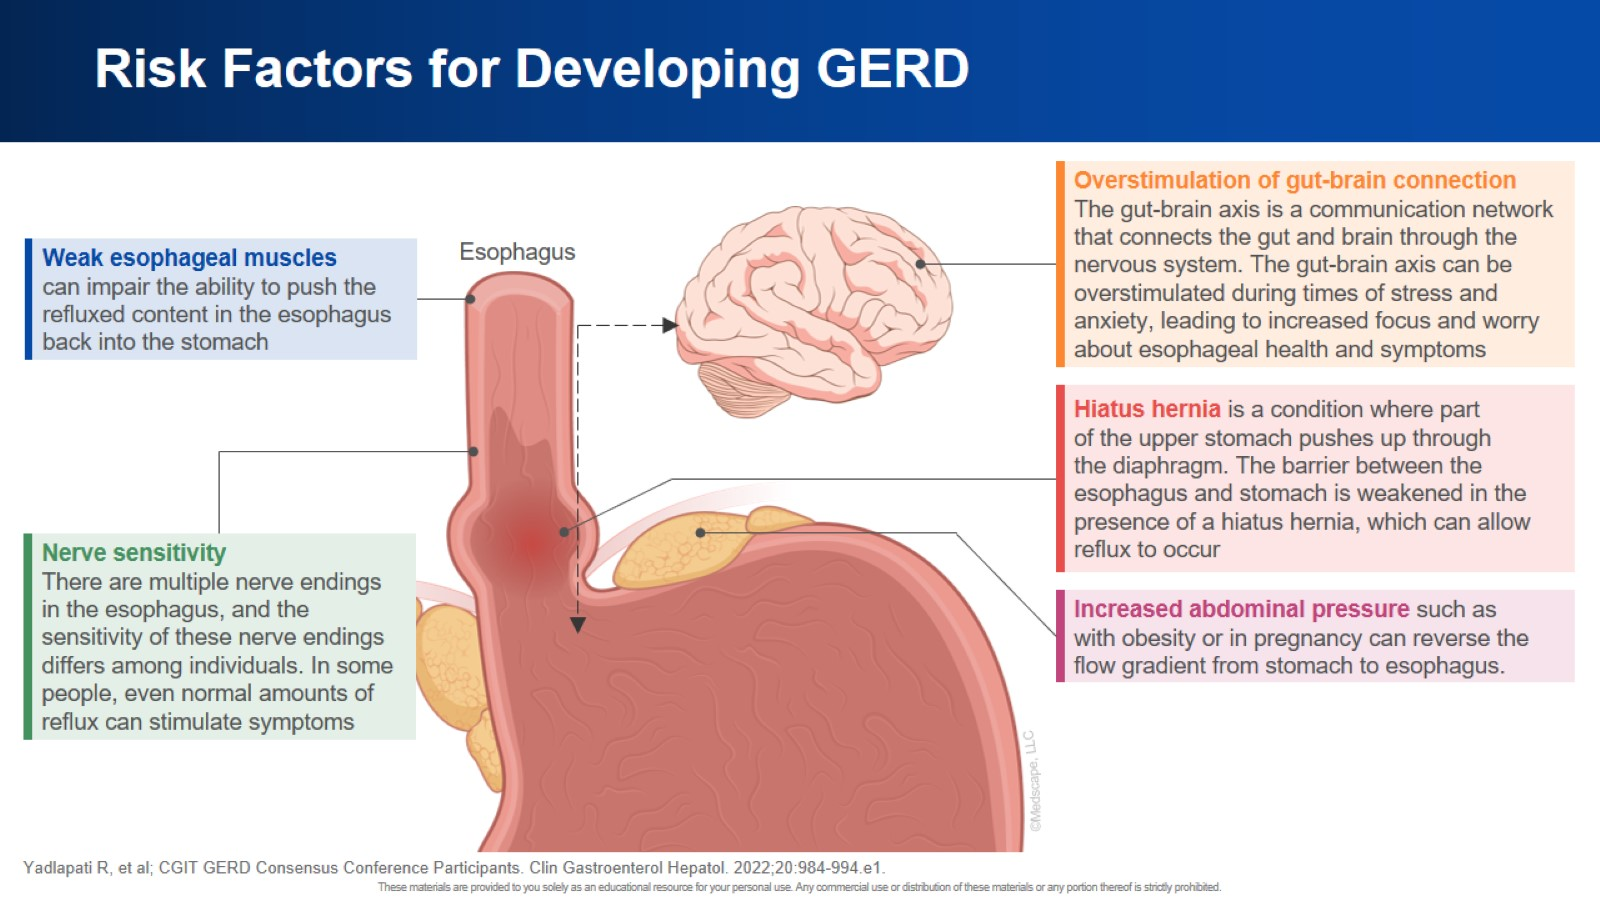 Risk Factors for Developing GERD
Weak esophageal muscles
can impair the ability to push the
refluxed content in the esophagus
back into the stomach
Esophagus
Nerve sensitivity
There are multiple nerve endings
in the esophagus, and the
sensitivity of these nerve endings
differs among individuals. In some
people, even normal amounts of
reflux can stimulate symptoms
Overstimulation of gut-brain connection
The gut-brain axis is a communication network
that connects the gut and brain through the
nervous system. The gut-brain axis can be
overstimulated during times of stress and
anxiety, leading to increased focus and worry
about esophageal health and symptoms
Hiatus hernia is a condition where part
of the upper stomach pushes up through
the diaphragm. The barrier between the
esophagus and stomach is weakened in the
presence of a hiatus hernia, which can allow
reflux to occur
Increased abdominal pressure such as
with obesity or in pregnancy can reverse the
flow gradient from stomach to esophagus.
©Medscape, LLC
Yadlapati R, et al; CGIT GERD Consensus Conference Participants. Clin Gastroenterol Hepatol. 2022;20:984-994.e1.
These materials are provided to you solely as an educational resource for your personal use. Any commercial use or distribution of these materials or any portion thereof is strictly prohibited.